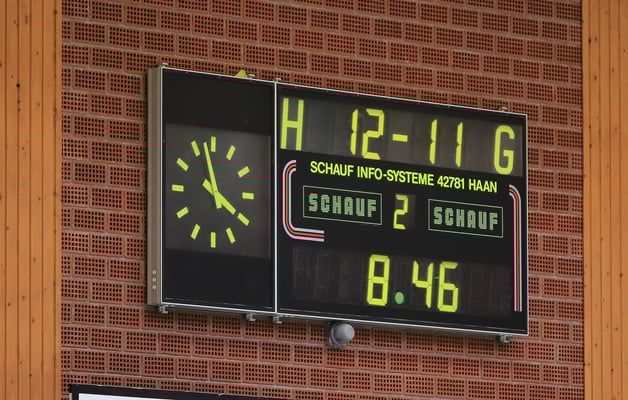 H 12-11 G
SCHAUF INFO-SYSTEME 42781 HAAN
SCHAUF 2 SCHAUF
8.46